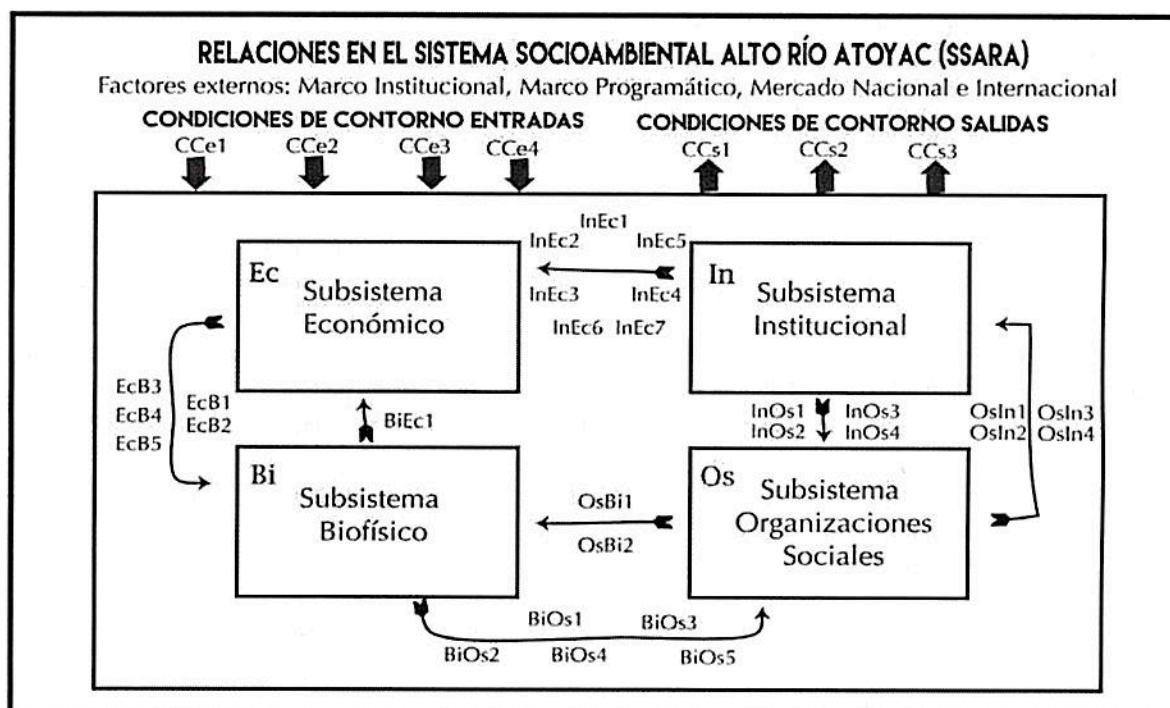 RELACIONES EN EL SISTEMA SOCIOAMBIENTAL ALTO RÍO ATOYAC (SSARA)
Factores externos: Marco Institucional, Marco Programático, Mercado Nacional e Internacional
CONDICIONES DE CONTORNO ENTRADAS
CCe1 CCe2 CCe3 CCe4
CONDICIONES DE CONTORNO SALIDAS
CCs1 CCs2 CCs3
Ec
Subsistema
Económico
InEc1
InEc2 InEc5
InEc3 InEc4
InEc6 InEc7
In
Subsistema
Institucional
EcB3
EcB4
EcB5
EcB1
EcB2
BiEc1
InOs1 InOs3
InOs2 InOs4
OsIn1 OsIn3
OsIn2 OsIn4
Bi
Subsistema
Biofísico
OsBi1
OsBi2
Os
Subsistema
Organizaciones
Sociales
BiOs1 BiOs3
BiOs2 BiOs4 BiOs5